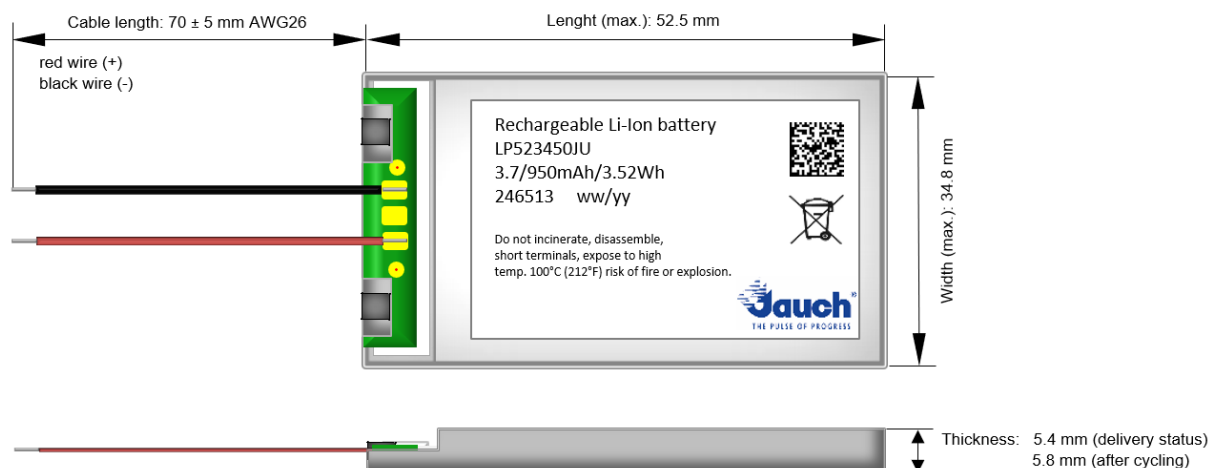 Cable length: 70 ± 5 mm AWG26
Lenght (max.): 52.5 mm
red wire (+)
black wire (-)
Rechargeable Li-Ion battery
LP523450JU
3.7/950mAh/3.52Wh
246513 ww/yy
Do not incinerate, disassemble,
short terminals, expose to high
temp. 100°C (212°F) risk of fire or explosion.
Jauch®
THE PULSE OF PROGRESS
Width (max.): 34.8 mm
Thickness: 5.4 mm (delivery status)
5.8 mm (after cycling)